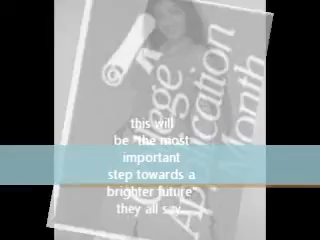 College
Application
Month
this will
be "the most
important
step towards a
brighter future"
they all say...